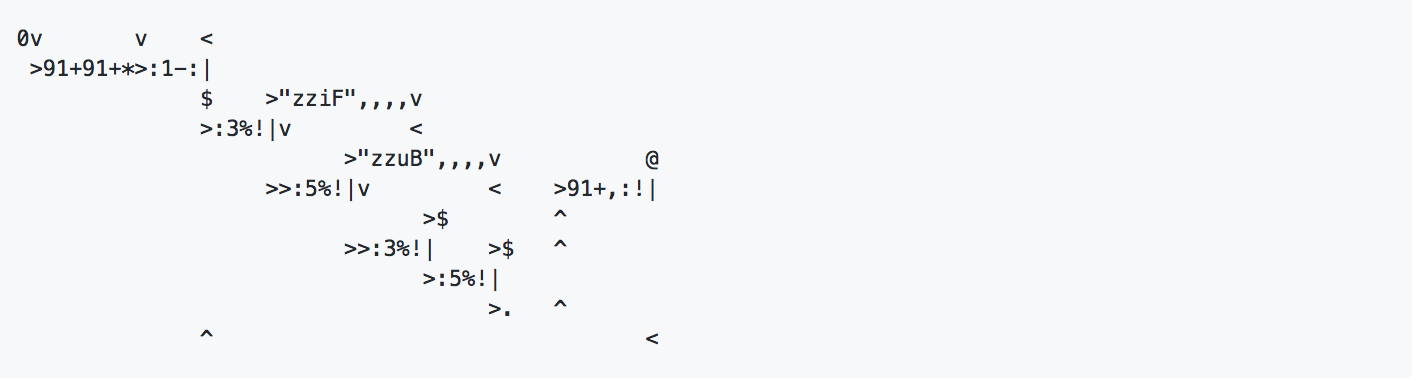 0v       v    <
 >91+91+*>:1-:|
              $    >"zziF",,,,v
              >:3%!|v         <
                         >"zzuB",,,,v           @
                   >>:5%!|v         <    >91+,:!|
                               >$        ^
                         >>:3%!|    >$   ^
                               >:5%!|
                                    >.   ^
              ^                                 <